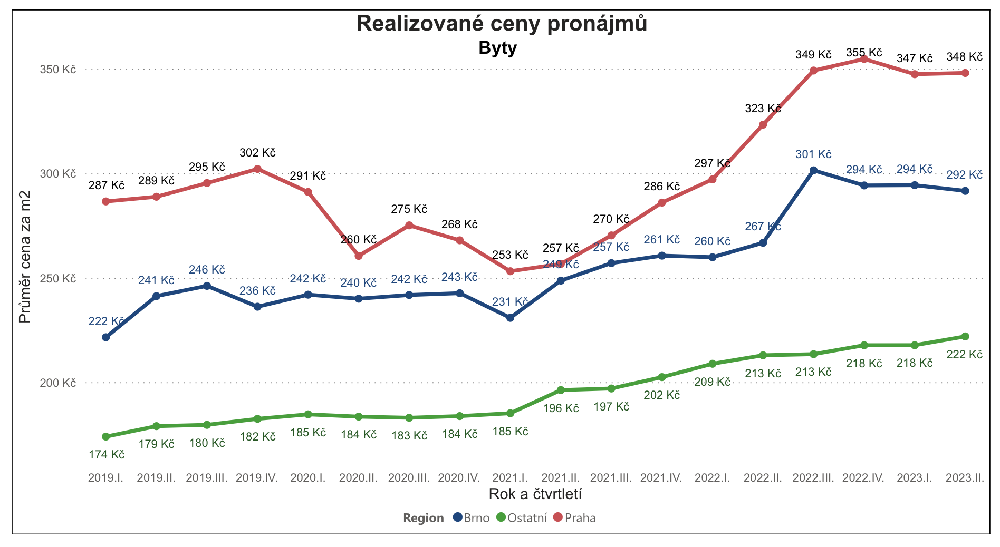 Realizované ceny pronájmů
Byty
Průměr cena za m2
350 Kč
300 Kč
250 Kč
200 Kč
287 Kč 289 Kč 295 Kč 302 Kč 291 Kč 260 Kč 275 Kč 268 Kč 253 Kč 257 Kč 270 Kč 286 Kč 297 Kč 323 Kč 349 Kč 355 Kč 347 Kč 348 Kč
222 Kč 241 Kč 246 Kč 236 Kč 242 Kč 240 Kč 242 Kč 243 Kč 231 Kč 249 Kč 257 Kč 261 Kč 260 Kč 267 Kč 301 Kč 294 Kč 294 Kč 292 Kč
174 Kč 179 Kč 180 Kč 182 Kč 185 Kč 184 Kč 183 Kč 184 Kč 185 Kč 196 Kč 197 Kč 202 Kč 209 Kč 213 Kč 213 Kč 218 Kč 218 Kč 222 Kč
2019.I. 2019.II. 2019.III. 2019.IV. 2020.I. 2020.II. 2020.III. 2020.IV. 2021.I. 2021.II. 2021.III. 2021.IV. 2022.I. 2022.II. 2022.III. 2022.IV. 2023.I. 2023.II.
Rok a čtvrtletí
Region Brno Ostatní Praha